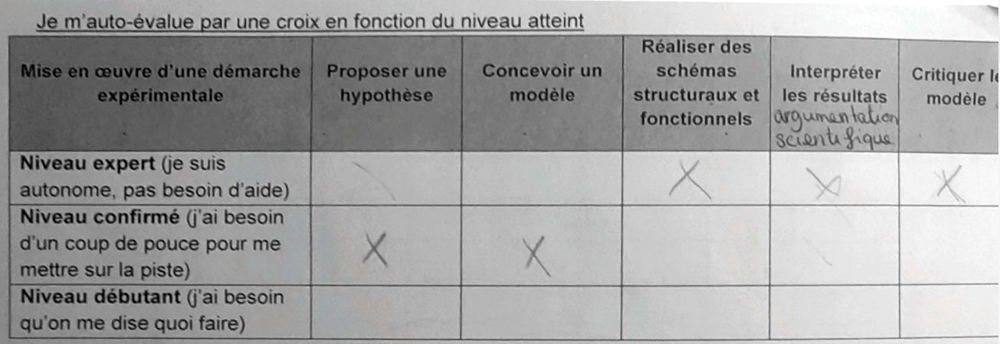 Je m'auto-évalue par une croix en fonction du niveau atteint
Mise en œuvre d'une démarche
expérimentale
Proposer une
hypothèse
Concevoir un
modèle
Réaliser des
schémas
structuraux et
fonctionnels
Interpréter
les résultats
argumentation
scientifique
Critiquer le
modèle
Niveau expert (je suis
autonome, pas besoin d'aide)
Niveau confirmé (j'ai besoin
d'un coup de pouce pour me
mettre sur la piste)
Niveau débutant (j'ai besoin
qu'on me dise quoi faire)